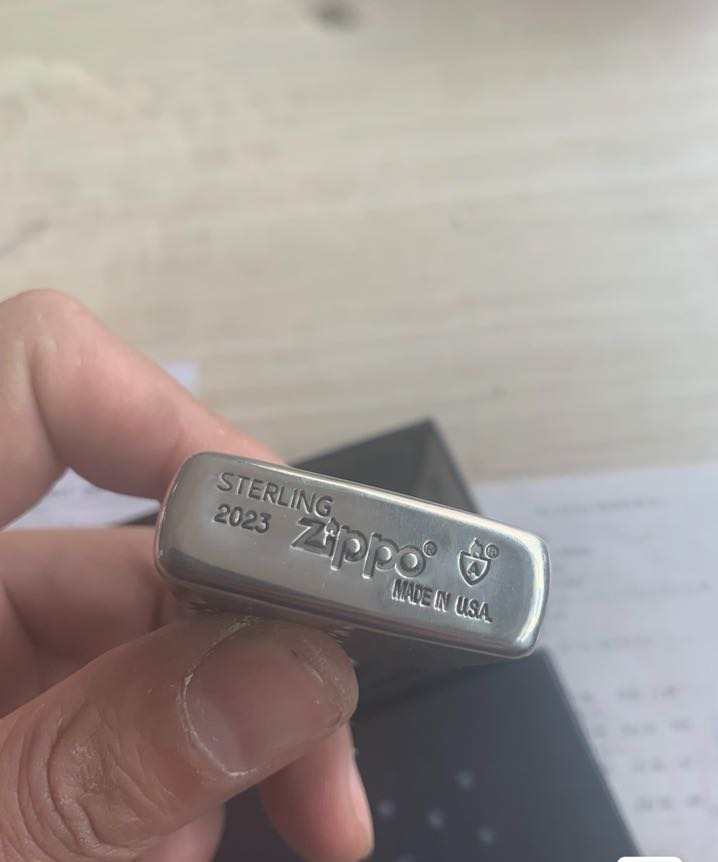 STERLING
2023 Zippo®
A ®
MADE IN U.S.A.